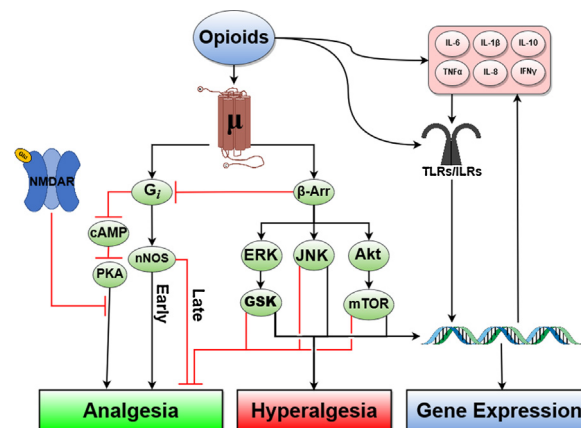 Opioids
IL-6
IL-1β
IL-10
TNFα
IL-8
IFNγ
μ
TLRs/ILRs
Glu
NMDAR
Gi
β-Arr
cAMP
PKA
nNOS
ERK
JNK
Akt
GSK
mTOR
Early
Late
Analgesia
Hyperalgesia
Gene Expression